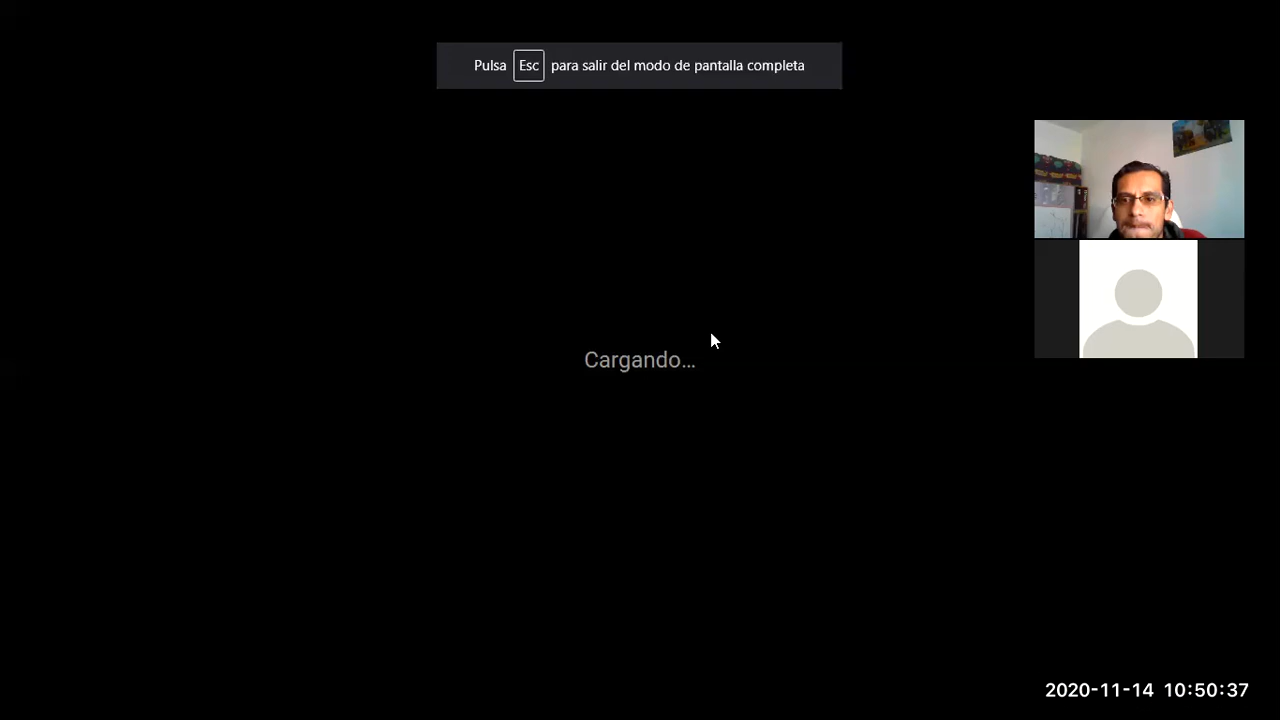 Pulsa Esc para salir del modo de pantalla completa
Cargando...
2020-11-14 10:50:37